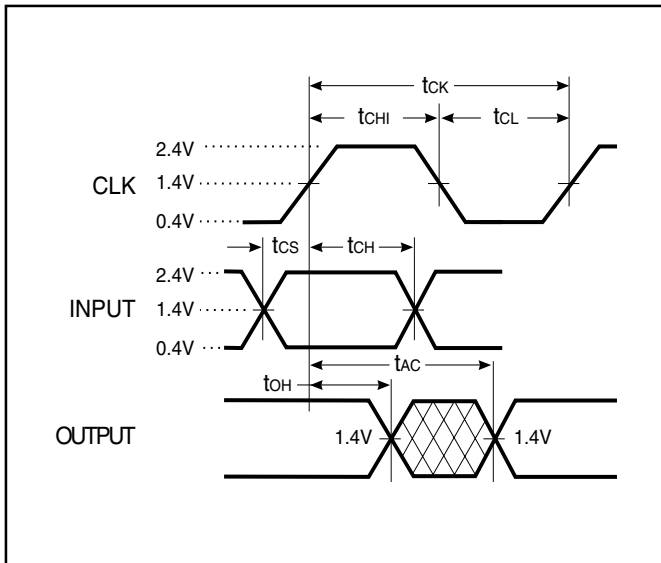 tCK
tCHI tCL
2.4V
CLK 1.4V
0.4V
tCS tCH
2.4V
INPUT 1.4V
0.4V
tAC
tOH
OUTPUT 1.4V 1.4V